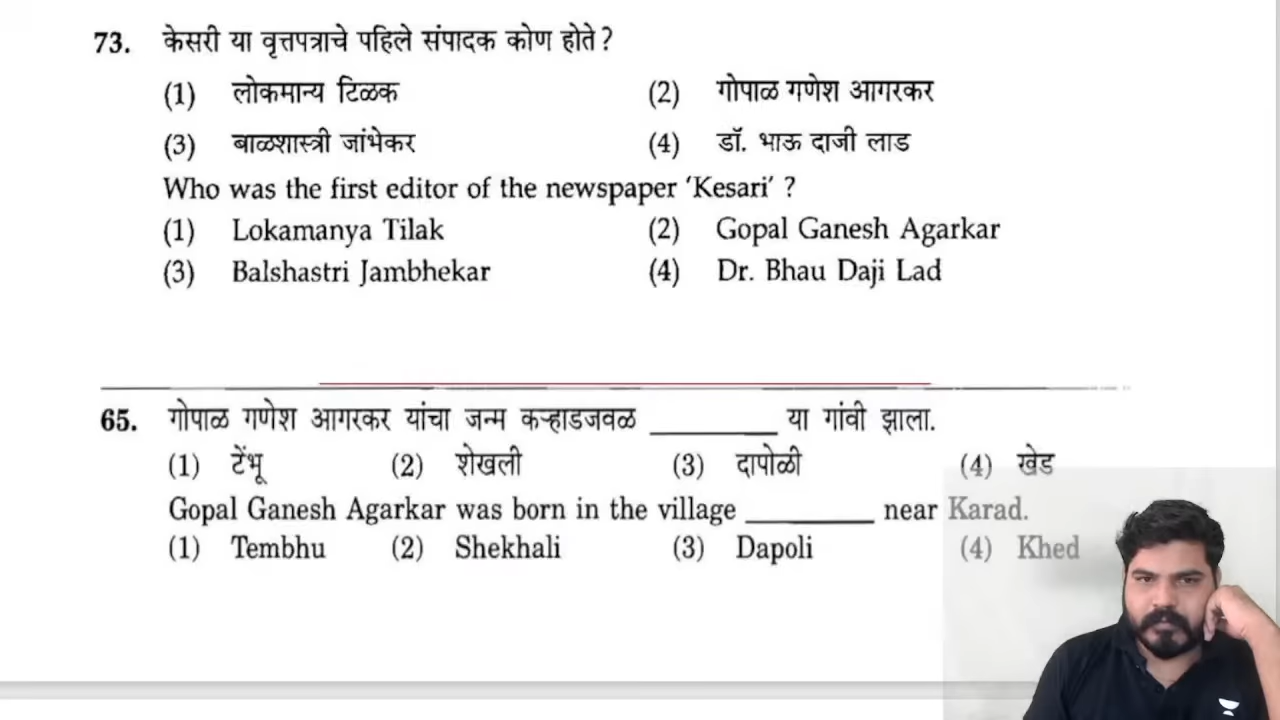 73. केसरी या वृत्तपत्राचे पहिले संपादक कोण होते?
(1) लोकमान्य टिळक (2) गोपाळ गणेश आगरकर
(3) बाळशास्त्री जांभेकर (4) डॉ. भाऊ दाजी लाड
Who was the first editor of the newspaper ‘Kesari’ ?
(1) Lokamanya Tilak (2) Gopal Ganesh Agarkar
(3) Balshastri Jambhekar (4) Dr. Bhau Daji Lad
65. गोपाळ गणेश आगरकर यांचा जन्म कऱ्हाडजवळ ________ या गांवी झाला.
(1) टेंभू (2) शेखली (3) दापोळी (4) खेड
Gopal Ganesh Agarkar was born in the village ________ near Karad.
(1) Tembhu (2) Shekhali (3) Dapoli (4) Khed